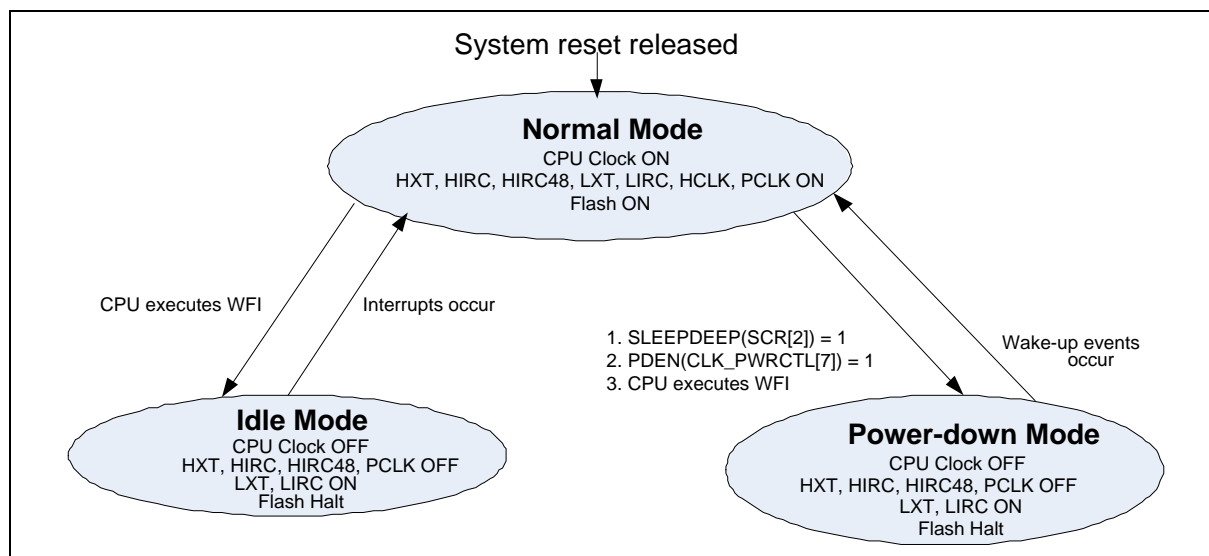 System reset released
Normal Mode
CPU Clock ON
HXT, HIRC, HIRC48, LXT, LIRC, HCLK, PCLK ON
Flash ON
CPU executes WFI
Interrupts occur
1. SLEEPDEEP(SCR[2]) = 1
2. PDEN(CLK_PWRCTL[7]) = 1
3. CPU executes WFI
Wake-up events
occur
Idle Mode
CPU Clock OFF
HXT, HIRC, HIRC48, PCLK OFF
LXT, LIRC ON
Flash Halt
Power-down Mode
CPU Clock OFF
HXT, HIRC, HIRC48, PCLK OFF
LXT, LIRC ON
Flash Halt